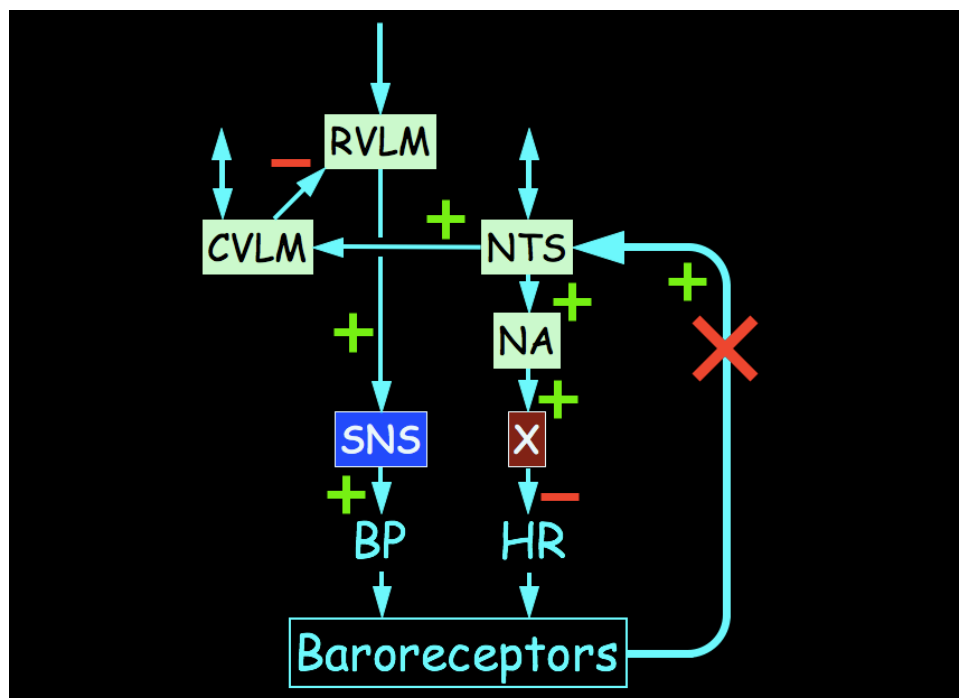 RVLM
CVLM
NTS
NA
SNS
X
BP
HR
Baroreceptors